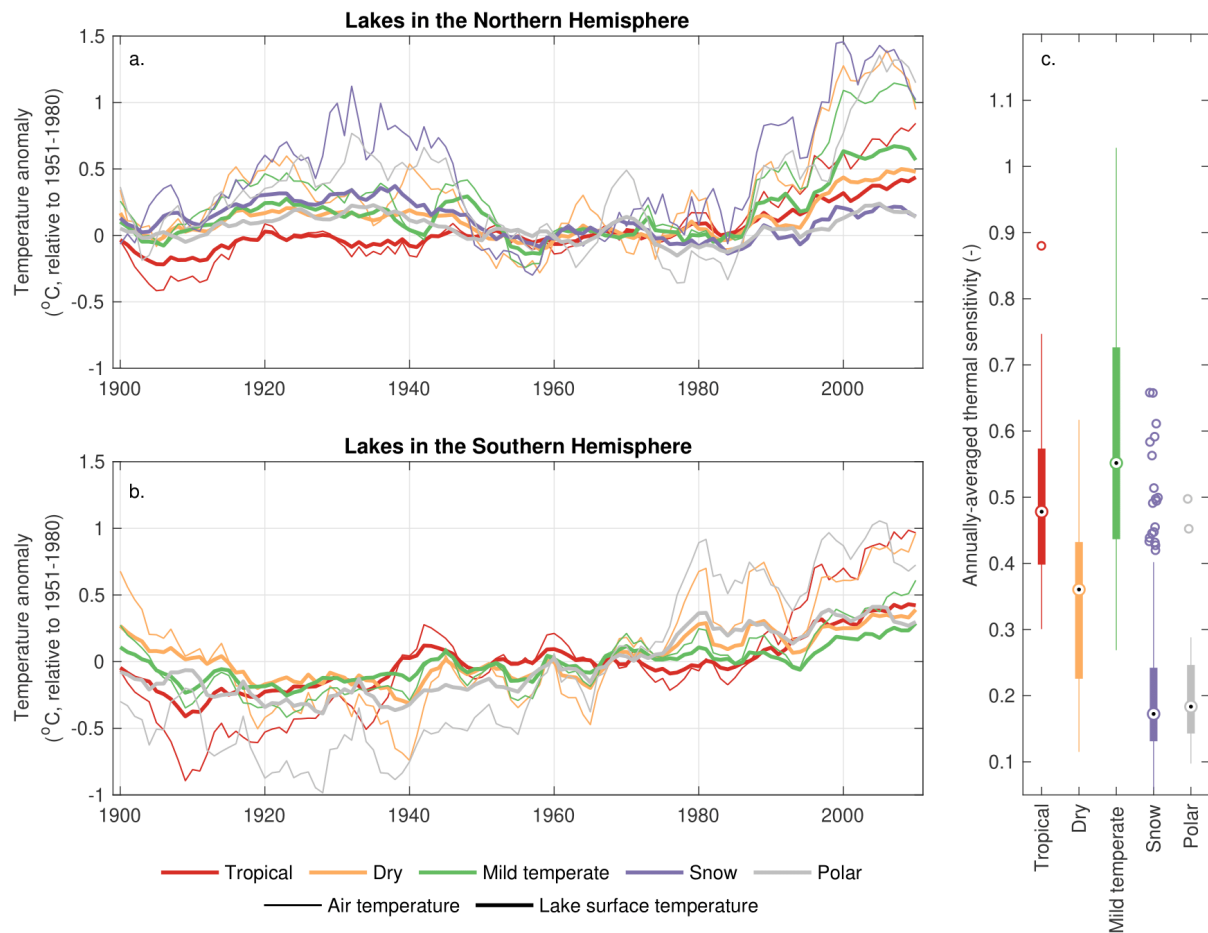 Lakes in the Northern Hemisphere
a.
Temperature anomaly
(°C, relative to 1951-1980)
1.5
1
0.5
0
-0.5
-1
1900
1920
1940
1960
1980
2000
Lakes in the Southern Hemisphere
b.
Temperature anomaly
(°C, relative to 1951-1980)
1.5
1
0.5
0
-0.5
-1
1900
1920
1940
1960
1980
2000
Tropical
Dry
Mild temperate
Snow
Polar
Air temperature
Lake surface temperature
c.
Annually-averaged thermal sensitivity (-)
1.1
1
0.9
0.8
0.7
0.6
0.5
0.4
0.3
0.2
0.1
Tropical
Dry
Mild temperate
Snow
Polar